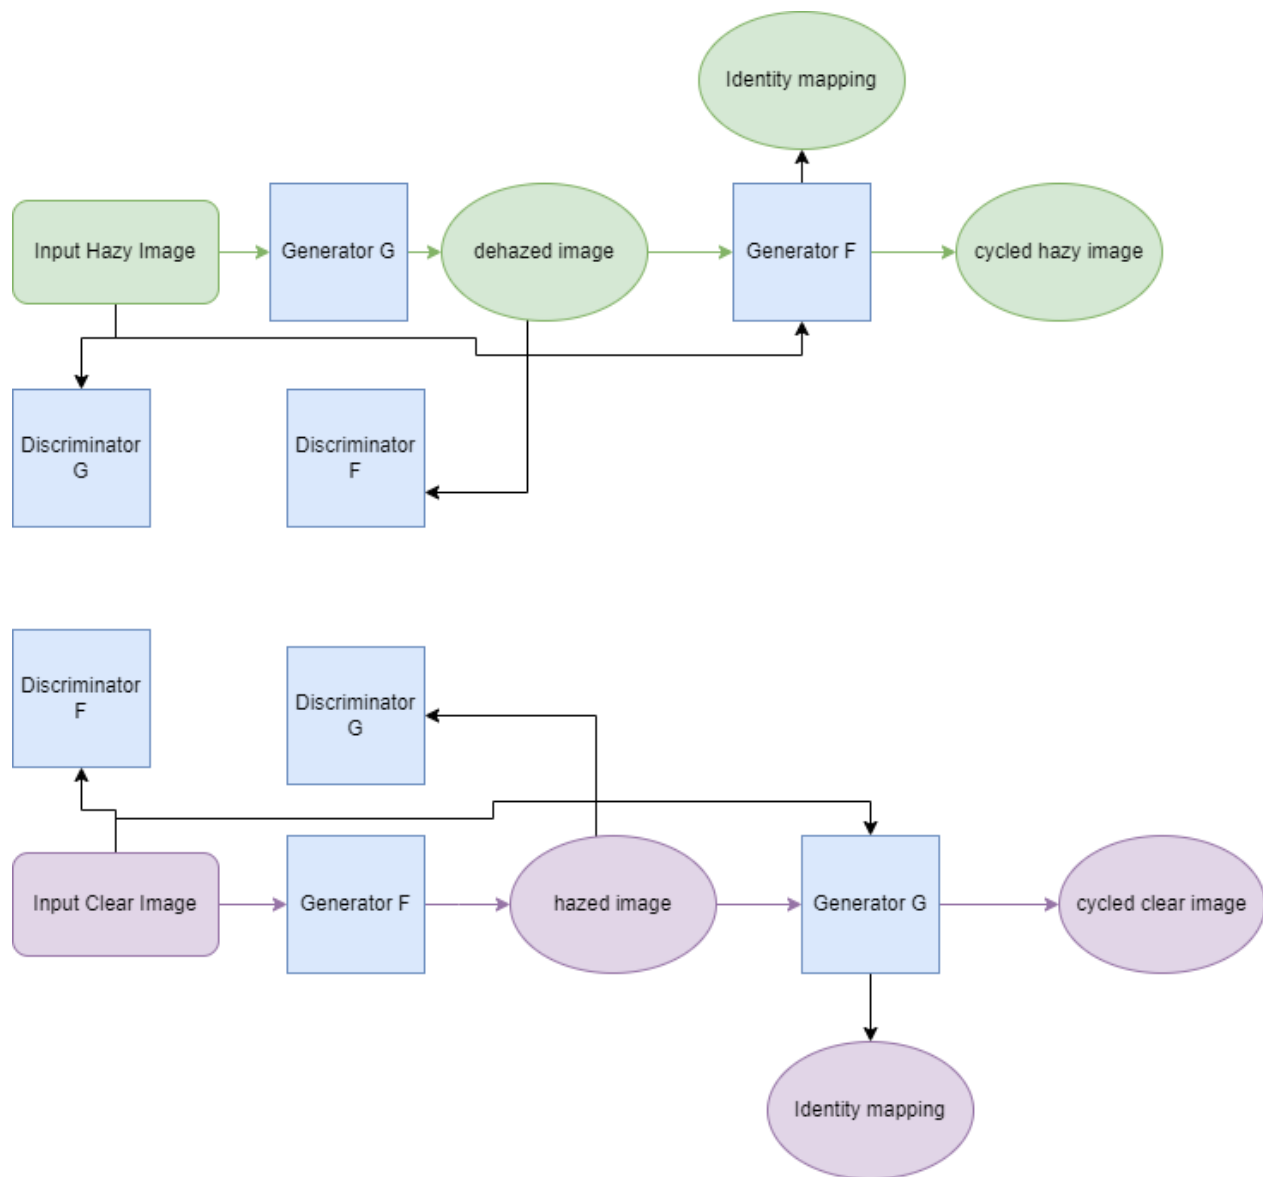 Identity mapping
Input Hazy Image
Generator G
dehazed image
Generator F
cycled hazy image
Discriminator
G
Discriminator
F
Discriminator
F
Discriminator
G
Input Clear Image
Generator F
hazed image
Generator G
cycled clear image
Identity mapping